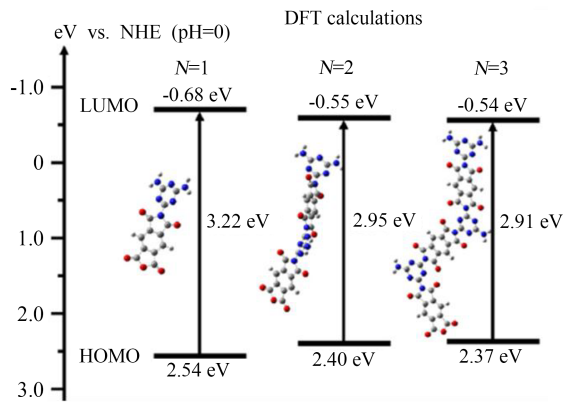 DFT calculations
eV vs. NHE (pH=0)
N=1 N=2 N=3
-1.0
LUMO -0.68 eV -0.55 eV -0.54 eV
0
3.22 eV 2.95 eV 2.91 eV
1.0
2.0
HOMO
2.54 eV 2.40 eV 2.37 eV
3.0